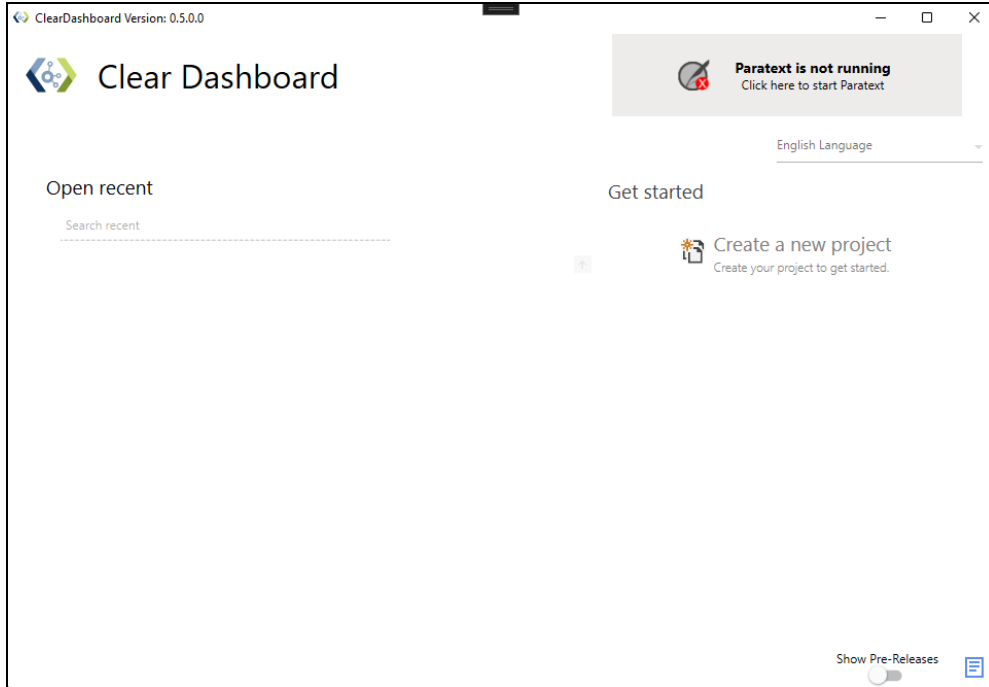 ClearDashboard Version: 0.5.0.0
Clear Dashboard
Paratext is not running
Click here to start Paratext
English Language
Open recent
Search recent
Get started
Create a new project
Create your project to get started.
Show Pre-Releases